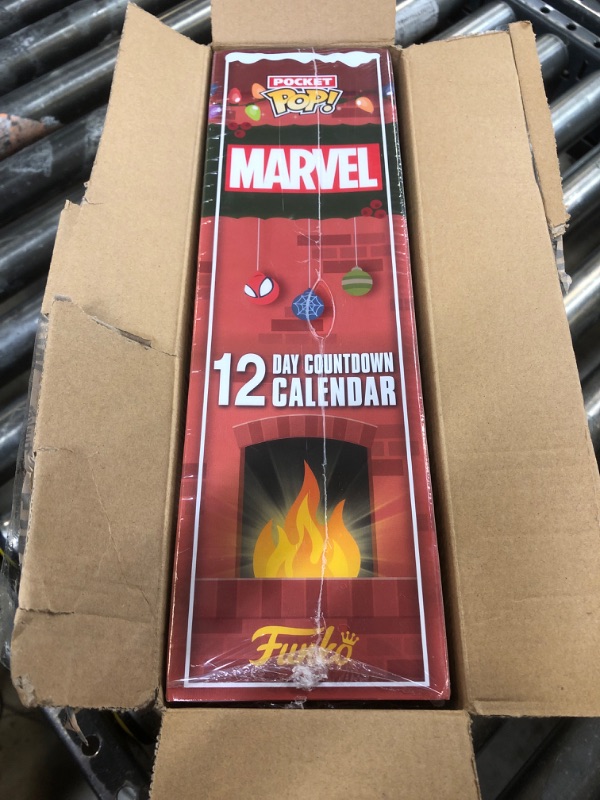 POCKET
POP!
MARVEL
12 DAY COUNTDOWN
CALENDAR
Funko